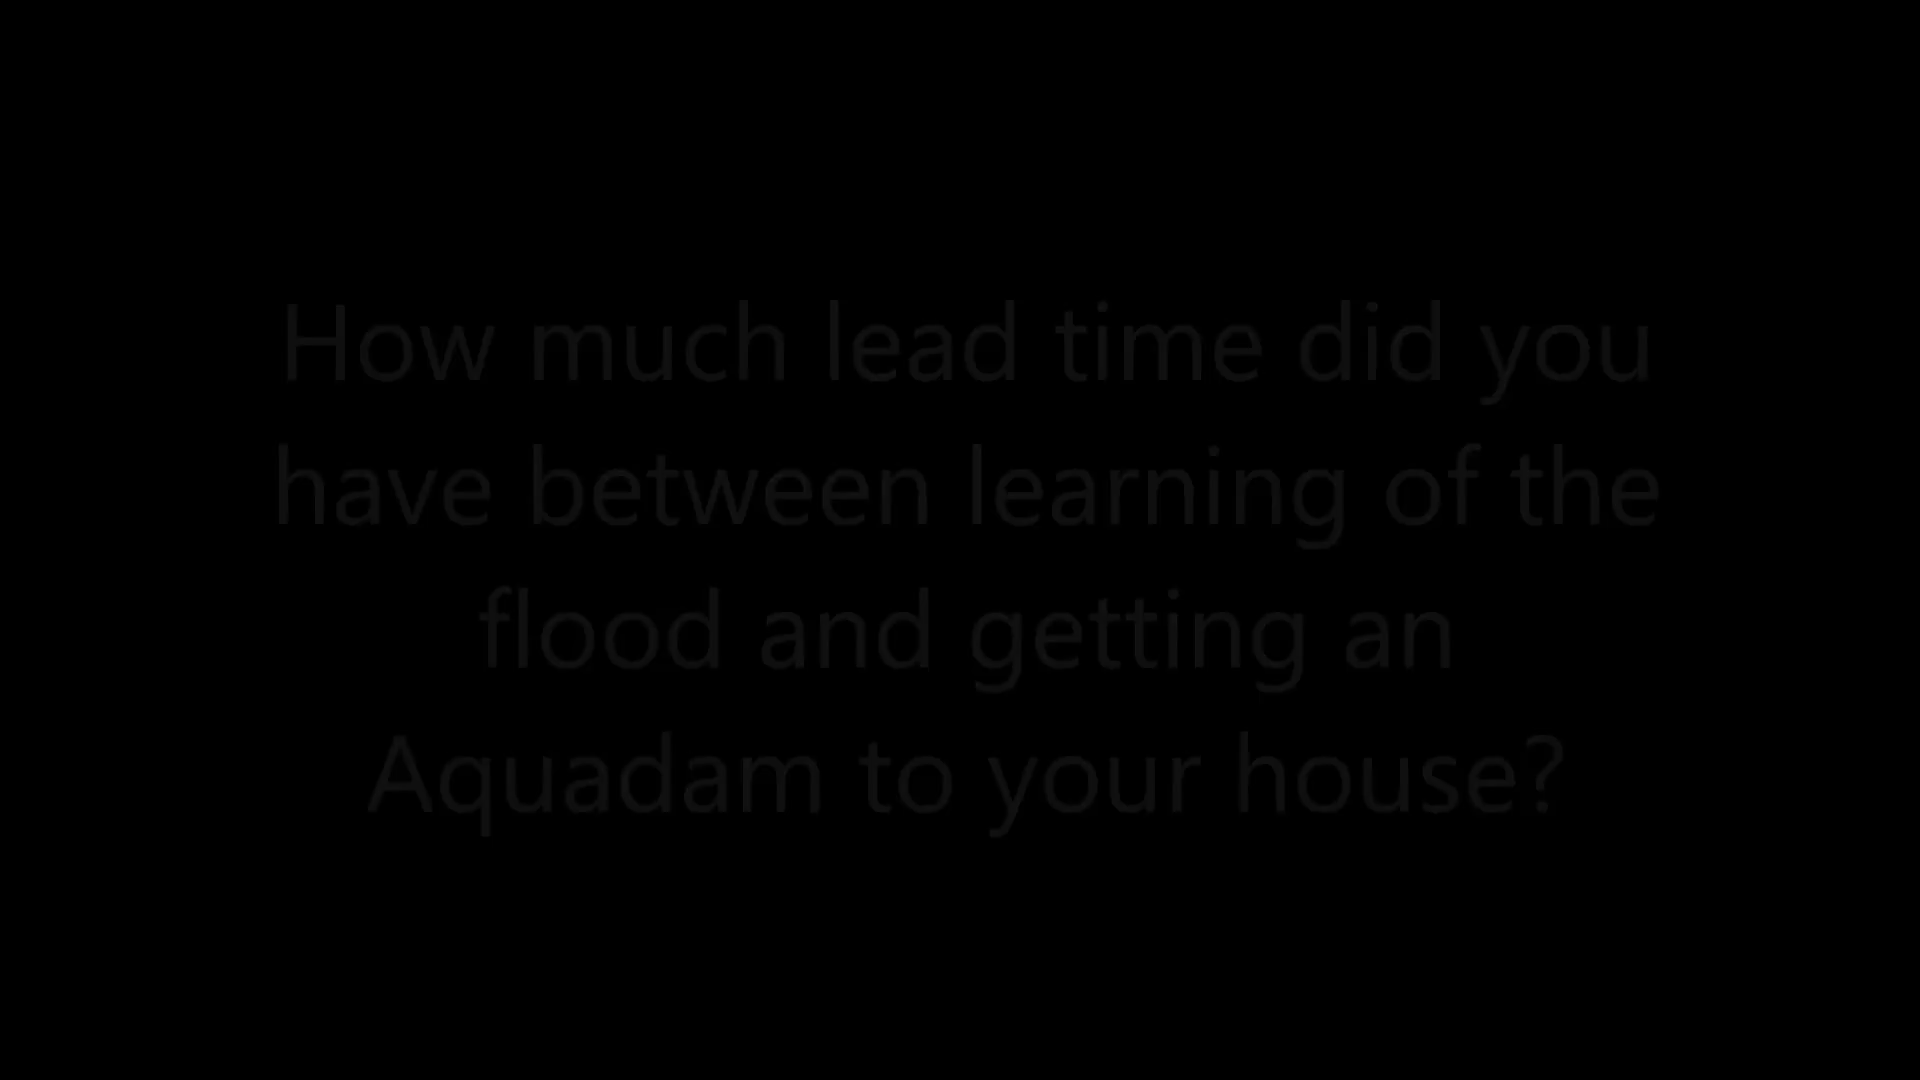 How much lead time did you
have between learning of the
flood and getting an
Aquadam to your house?